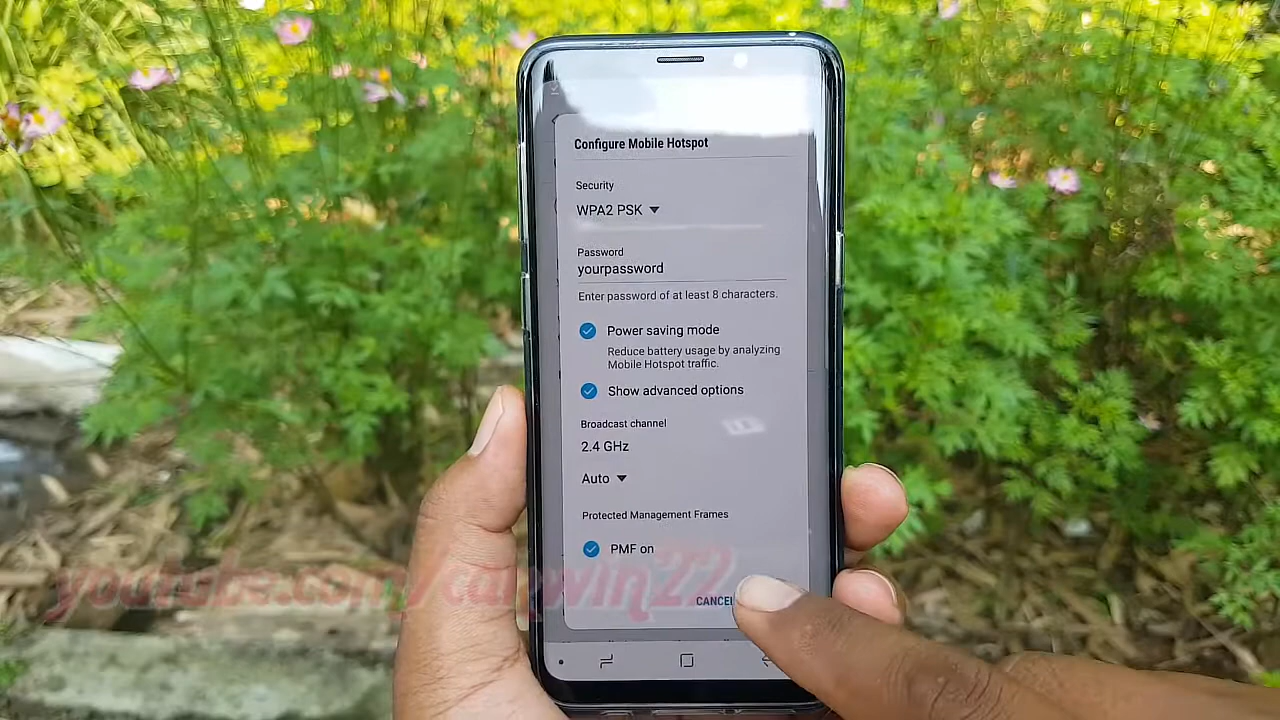 Configure Mobile Hotspot
Security
WPA2 PSK
Password
yourpassword
Enter password of at least 8 characters.
Power saving mode
Reduce battery usage by analyzing
Mobile Hotspot traffic.
Show advanced options
Broadcast channel
2.4 GHz
Auto
Protected Management Frames
PMF on
youtube.com/carlwin22
CANCEL